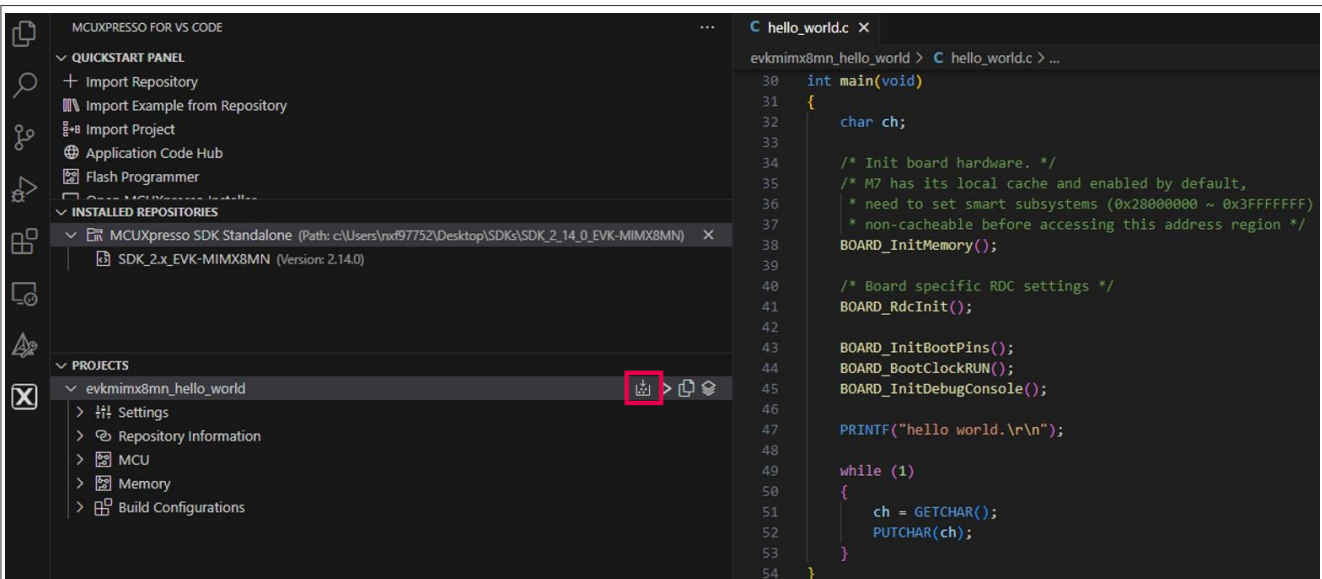 MCUXPRESSO FOR VS CODE
QUICKSTART PANEL
Import Repository
Import Example from Repository
Import Project
Application Code Hub
Flash Programmer
Open MCUXpresso Installer
INSTALLED REPOSITORIES
MCUXpresso SDK Standalone (Path: c:\Users\nxf97752\Desktop\SDKs\SDK_2_14_0_EVK-MIMX8MN)
SDK_2.x_EVK-MIMX8MN (Version: 2.14.0)
PROJECTS
evkmimx8mn_hello_world
Settings
Repository Information
MCU
Memory
Build Configurations
C hello_world.c
evkmimx8mn_hello_world > C hello_world.c > ...
30 int main(void)
31 {
32 char ch;
33
34 /* Init board hardware. */
35 /* M7 has its local cache and enabled by default,
36 * need to set smart subsystems (0x28000000 ~ 0x3FFFFFFF)
37 * non-cacheable before accessing this address region */
38 BOARD_InitMemory();
39
40 /* Board specific RDC settings */
41 BOARD_RdcInit();
42
43 BOARD_InitBootPins();
44 BOARD_BootClockRUN();
45 BOARD_InitDebugConsole();
46
47 PRINTF("hello world.\r\n");
48
49 while (1)
50 {
51 ch = GETCHAR();
52 PUTCHAR(ch);
53 }
54 }